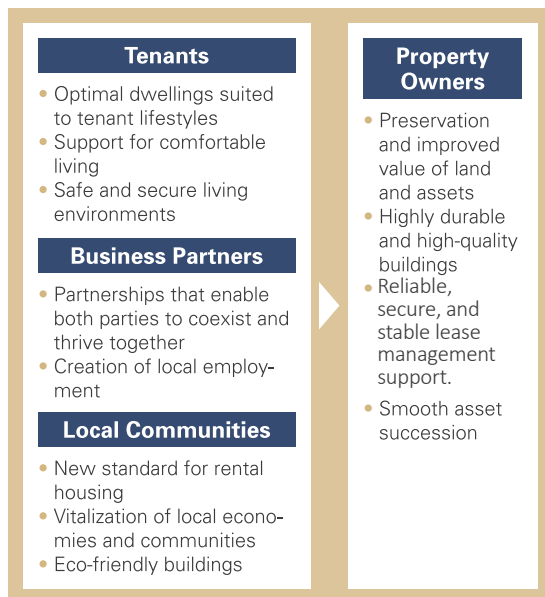 Tenants
• Optimal dwellings suited
to tenant lifestyles
• Support for comfortable
living
• Safe and secure living
environments
Business Partners
• Partnerships that enable
both parties to coexist and
thrive together
• Creation of local employ-
ment
Local Communities
• New standard for rental
housing
• Vitalization of local econo-
mies and communities
• Eco-friendly buildings
Property
Owners
• Preservation
and improved
value of land
and assets
• Highly durable
and high-quality
buildings
• Reliable,
secure, and
stable lease
management
support.
• Smooth asset
succession